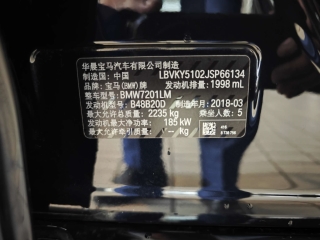 华晨宝马汽车有限公司制造
制造国：中国 LBVKY5102JSP66134
品牌：宝马(BMW)牌 发动机排量：1998 mL
整车型号：BMW7201LM
发动机型号：B48B20D 制造年月：2018-03
最大允许总质量：2235 kg 乘坐人数：5
发动机最大净功率：185 kW
最大允许牵引质量：-- kg